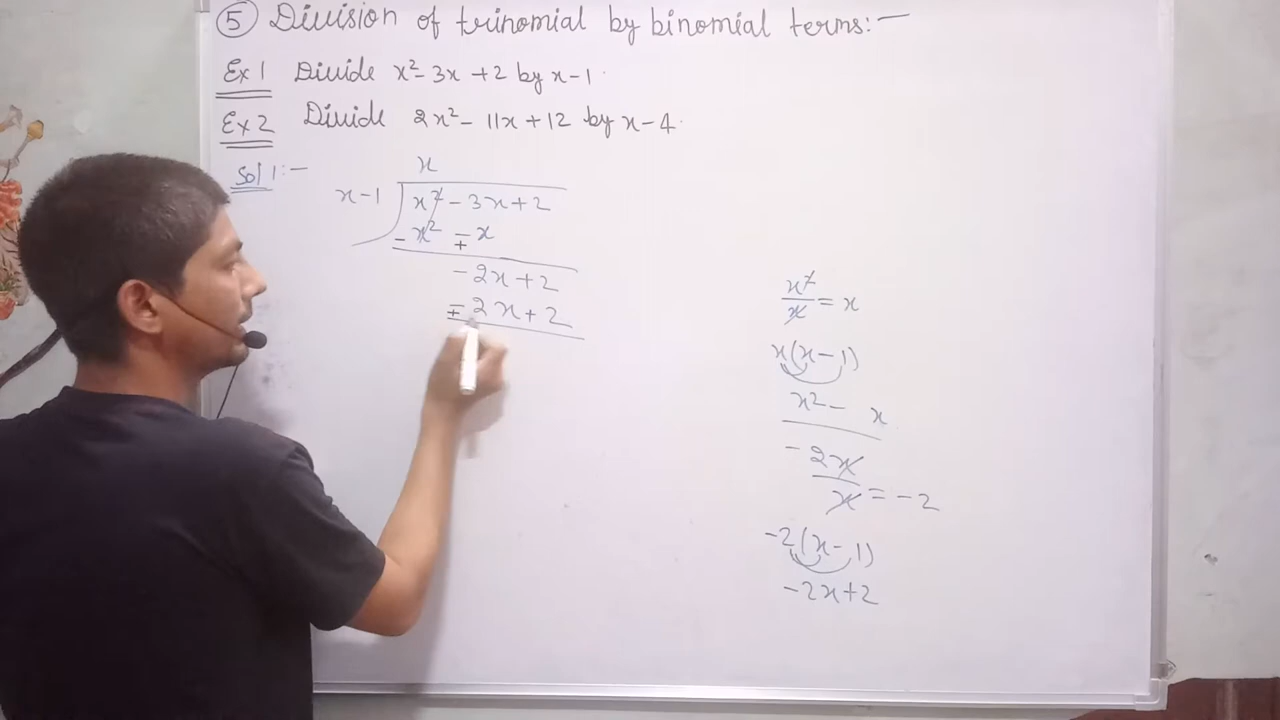 ⑤ Division of trinomial by binomial terms:-
Ex 1 Divide x² - 3x + 2 by x - 1.
Ex 2 Divide 2x² - 11x + 12 by x - 4.
Sol 1:-
x
x - 1 ) x² - 3x + 2
- x² ∓ x
- 2x + 2
∓ 2x + 2
x²/x = x
x(x - 1)
x² - x
- 2x/x = -2
-2(x - 1)
- 2x + 2